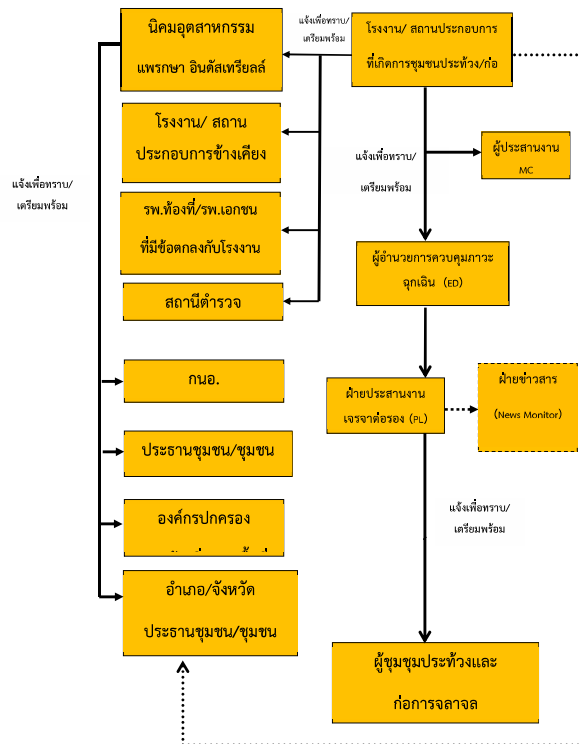 นิคมอุตสาหกรรม
แพรกษา อินดัสเทรียลล์
แจ้งเพื่อทราบ/
เตรียมพร้อม
โรงงาน/ สถานประกอบการ
ที่เกิดการชุมชนประท้วง/ก่อ
โรงงาน/ สถาน
ประกอบการข้างเคียง
แจ้งเพื่อทราบ/
เตรียมพร้อม
ผู้ประสานงาน
MC
แจ้งเพื่อทราบ/
เตรียมพร้อม
รพ.ท้องที่/รพ.เอกชน
ที่มีข้อตกลงกับโรงงาน
ผู้อำนวยการควบคุมภาวะ
ฉุกเฉิน (ED)
สถานีตำรวจ
กนอ.
ฝ่ายประสานงาน
เจรจาต่อรอง (PL)
ฝ่ายข่าวสาร
(News Monitor)
ประธานชุมชน/ชุมชน
แจ้งเพื่อทราบ/
เตรียมพร้อม
องค์กรปกครอง
อำเภอ/จังหวัด
ประธานชุมชน/ชุมชน
ผู้ชุมชุมประท้วงและ
ก่อการจลาจล